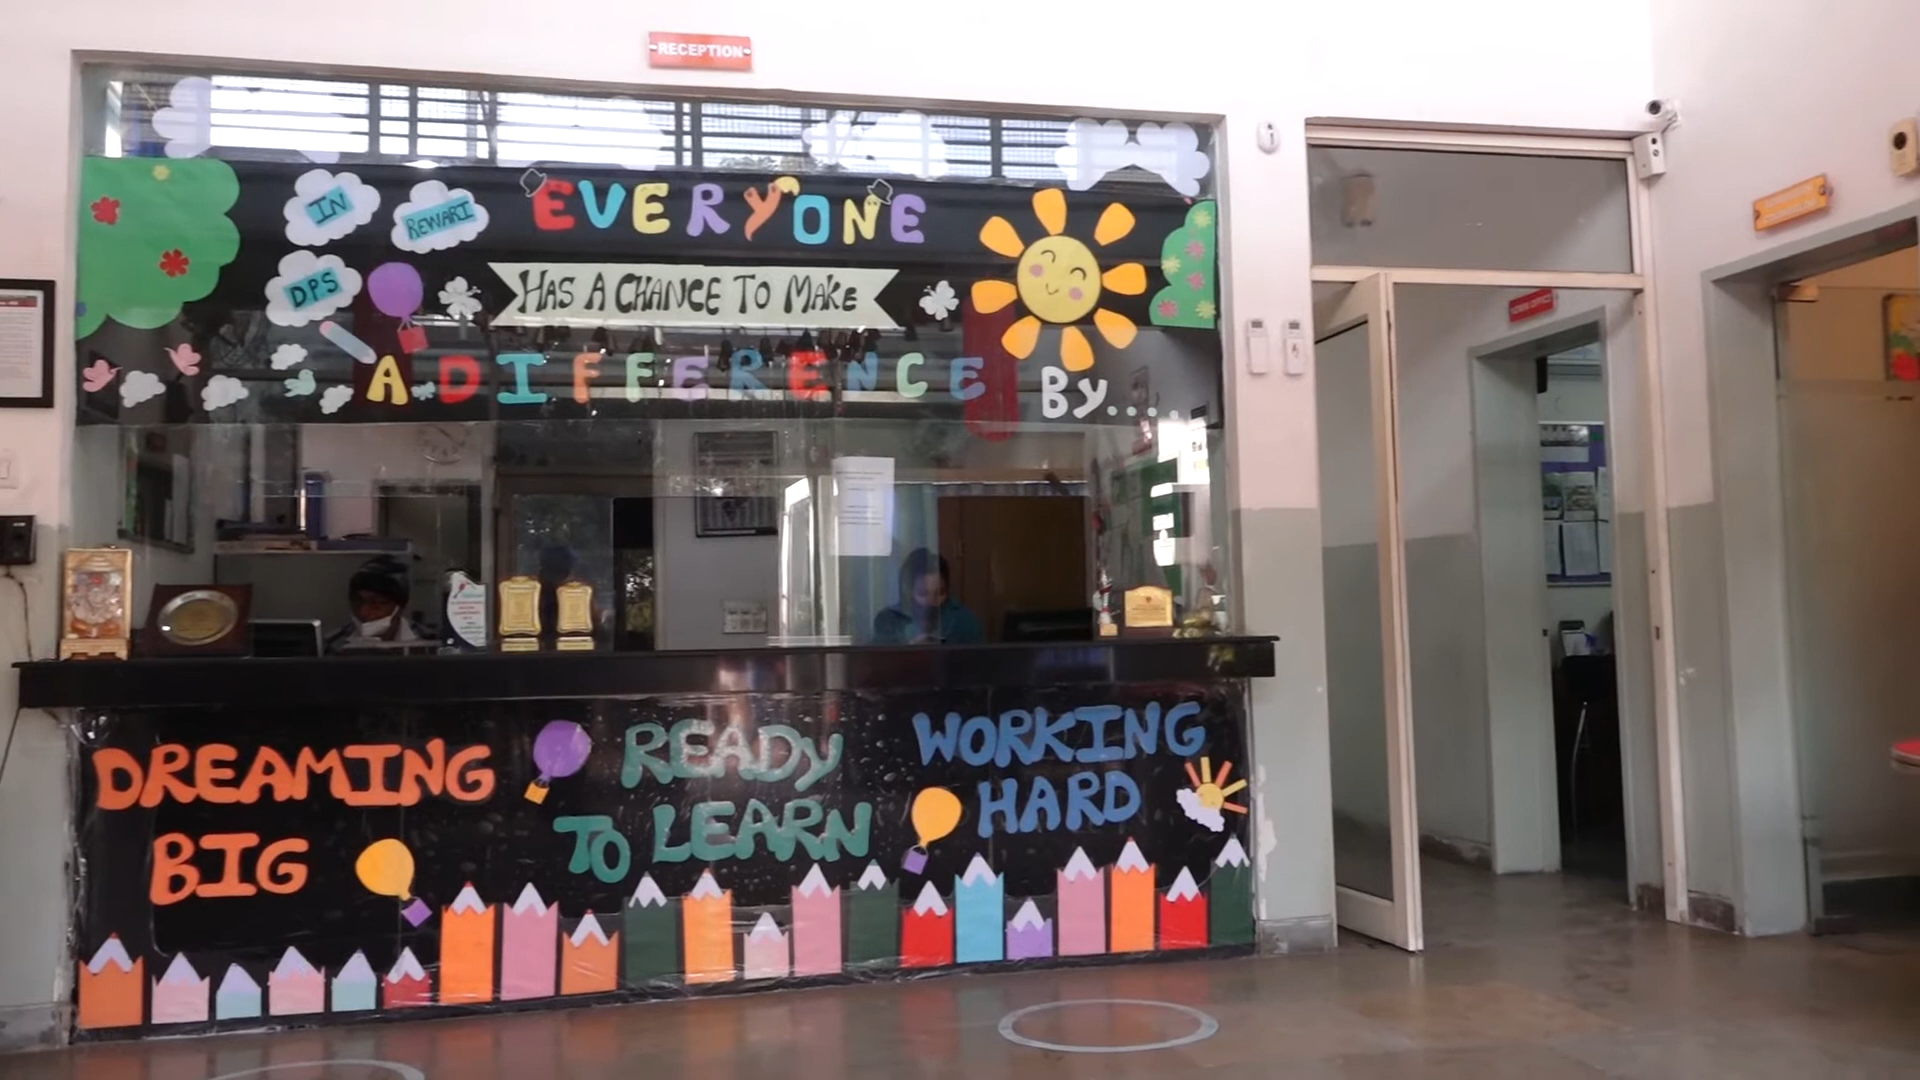 RECEPTION
IN
REWARI
DPS
EVERYONE
HAS A CHANCE TO MAKE
A DIFFERENCE
BY....
DREAMING
BIG
READY
TO LEARN
WORKING
HARD